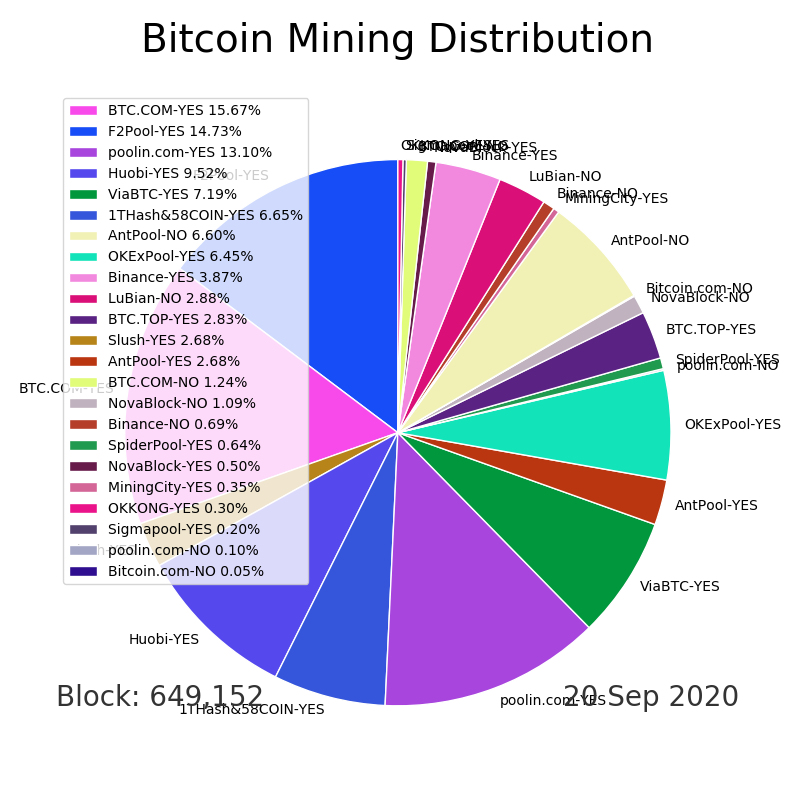 Bitcoin Mining Distribution
BTC.COM-YES 15.67%
F2Pool-YES 14.73%
poolin.com-YES 13.10%
Huobi-YES 9.52%
ViaBTC-YES 7.19%
1THash&58COIN-YES 6.65%
AntPool-NO 6.60%
OKExPool-YES 6.45%
Binance-YES 3.87%
LuBian-NO 2.88%
BTC.TOP-YES 2.83%
Slush-YES 2.68%
AntPool-YES 2.68%
BTC.COM-NO 1.24%
NovaBlock-NO 1.09%
Binance-NO 0.69%
SpiderPool-YES 0.64%
NovaBlock-YES 0.50%
MiningCity-YES 0.35%
OKKONG-YES 0.30%
Sigmapool-YES 0.20%
poolin.com-NO 0.10%
Bitcoin.com-NO 0.05%
Binance-YES
LuBian-NO
Binance-NO
MiningCity-YES
AntPool-NO
Bitcoin.com-NO
NovaBlock-NO
BTC.TOP-YES
SpiderPool-YES
poolin.com-NO
OKExPool-YES
AntPool-YES
ViaBTC-YES
poolin.com-YES
1THash&58COIN-YES
Huobi-YES
BTC.COM-YES
Block: 649,152
20 Sep 2020